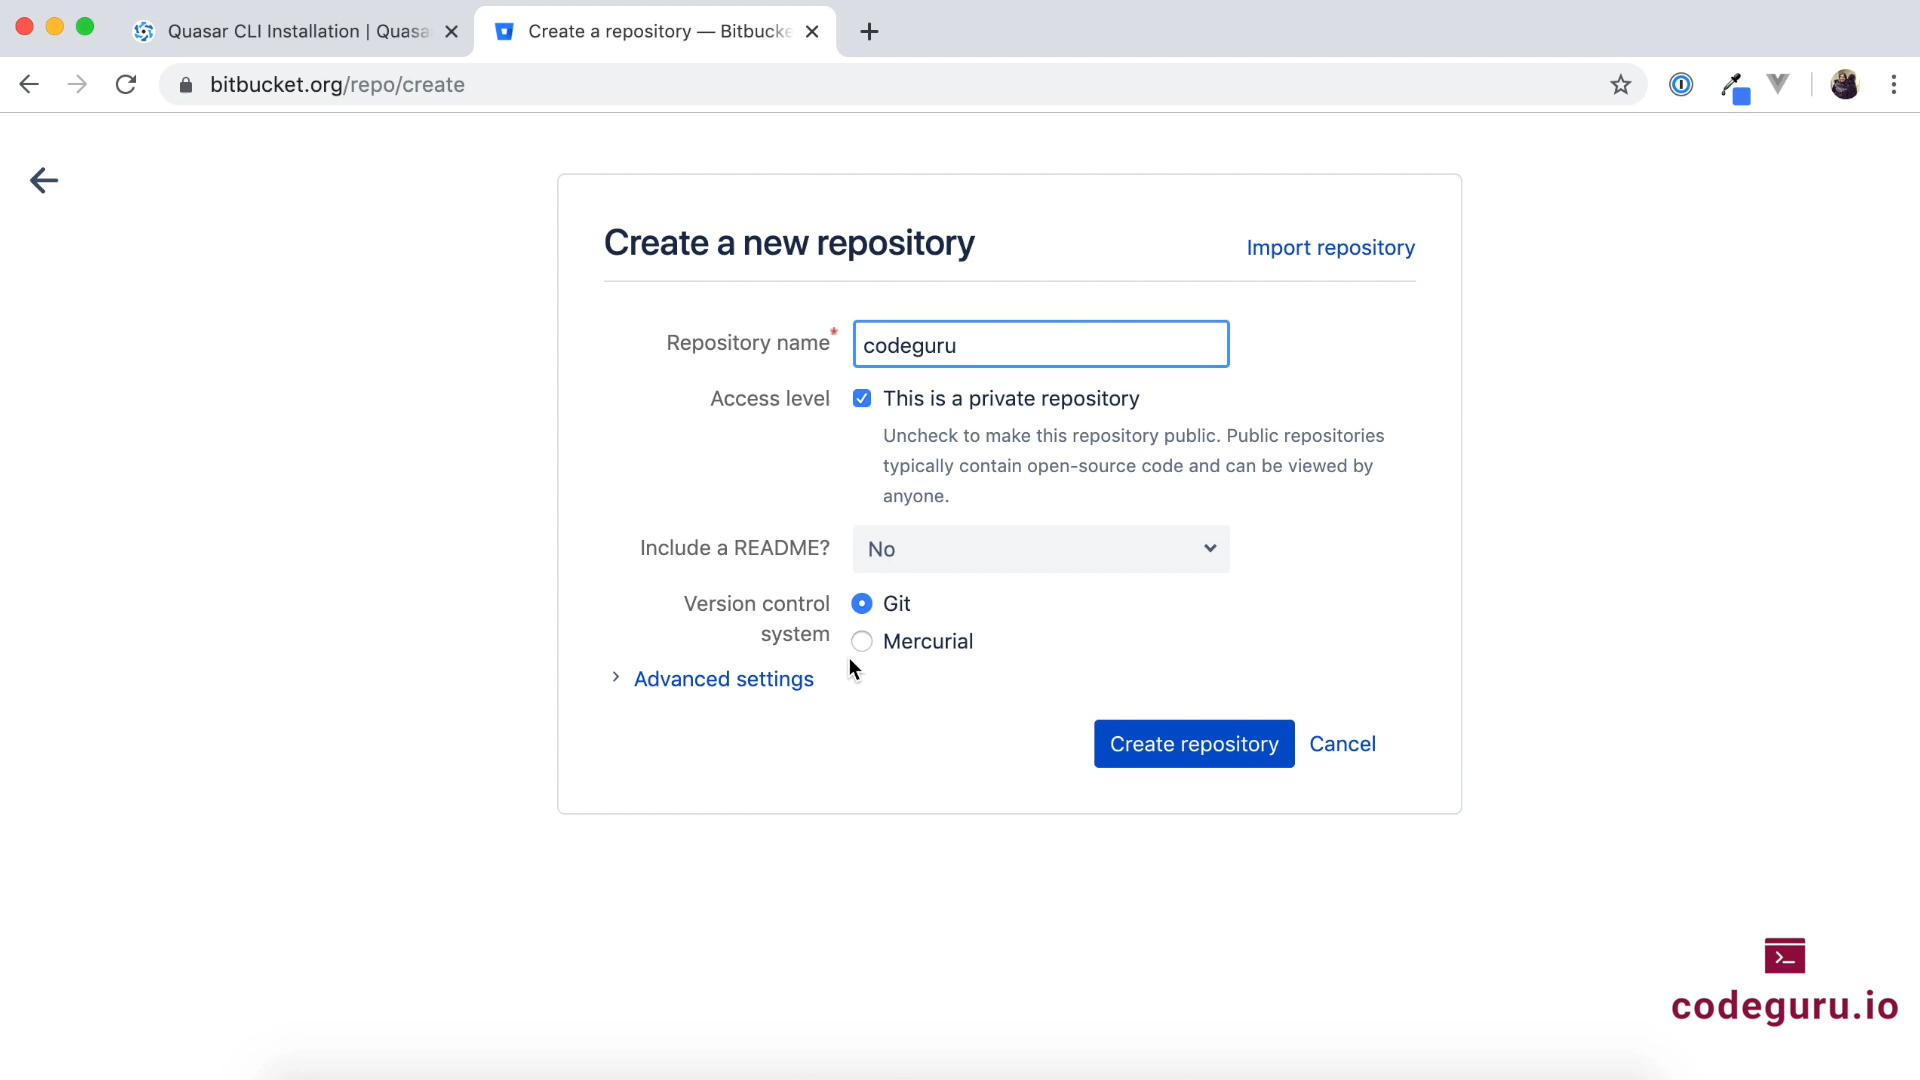 Quasar CLI Installation | Quasa
Create a repository — Bitbucke
bitbucket.org/repo/create
Create a new repository
Import repository
Repository name*
codeguru
Access level
This is a private repository
Uncheck to make this repository public. Public repositories
typically contain open-source code and can be viewed by
anyone.
Include a README?
No
Version control
system
Git
Mercurial
Advanced settings
Create repository
Cancel
codeguru.io